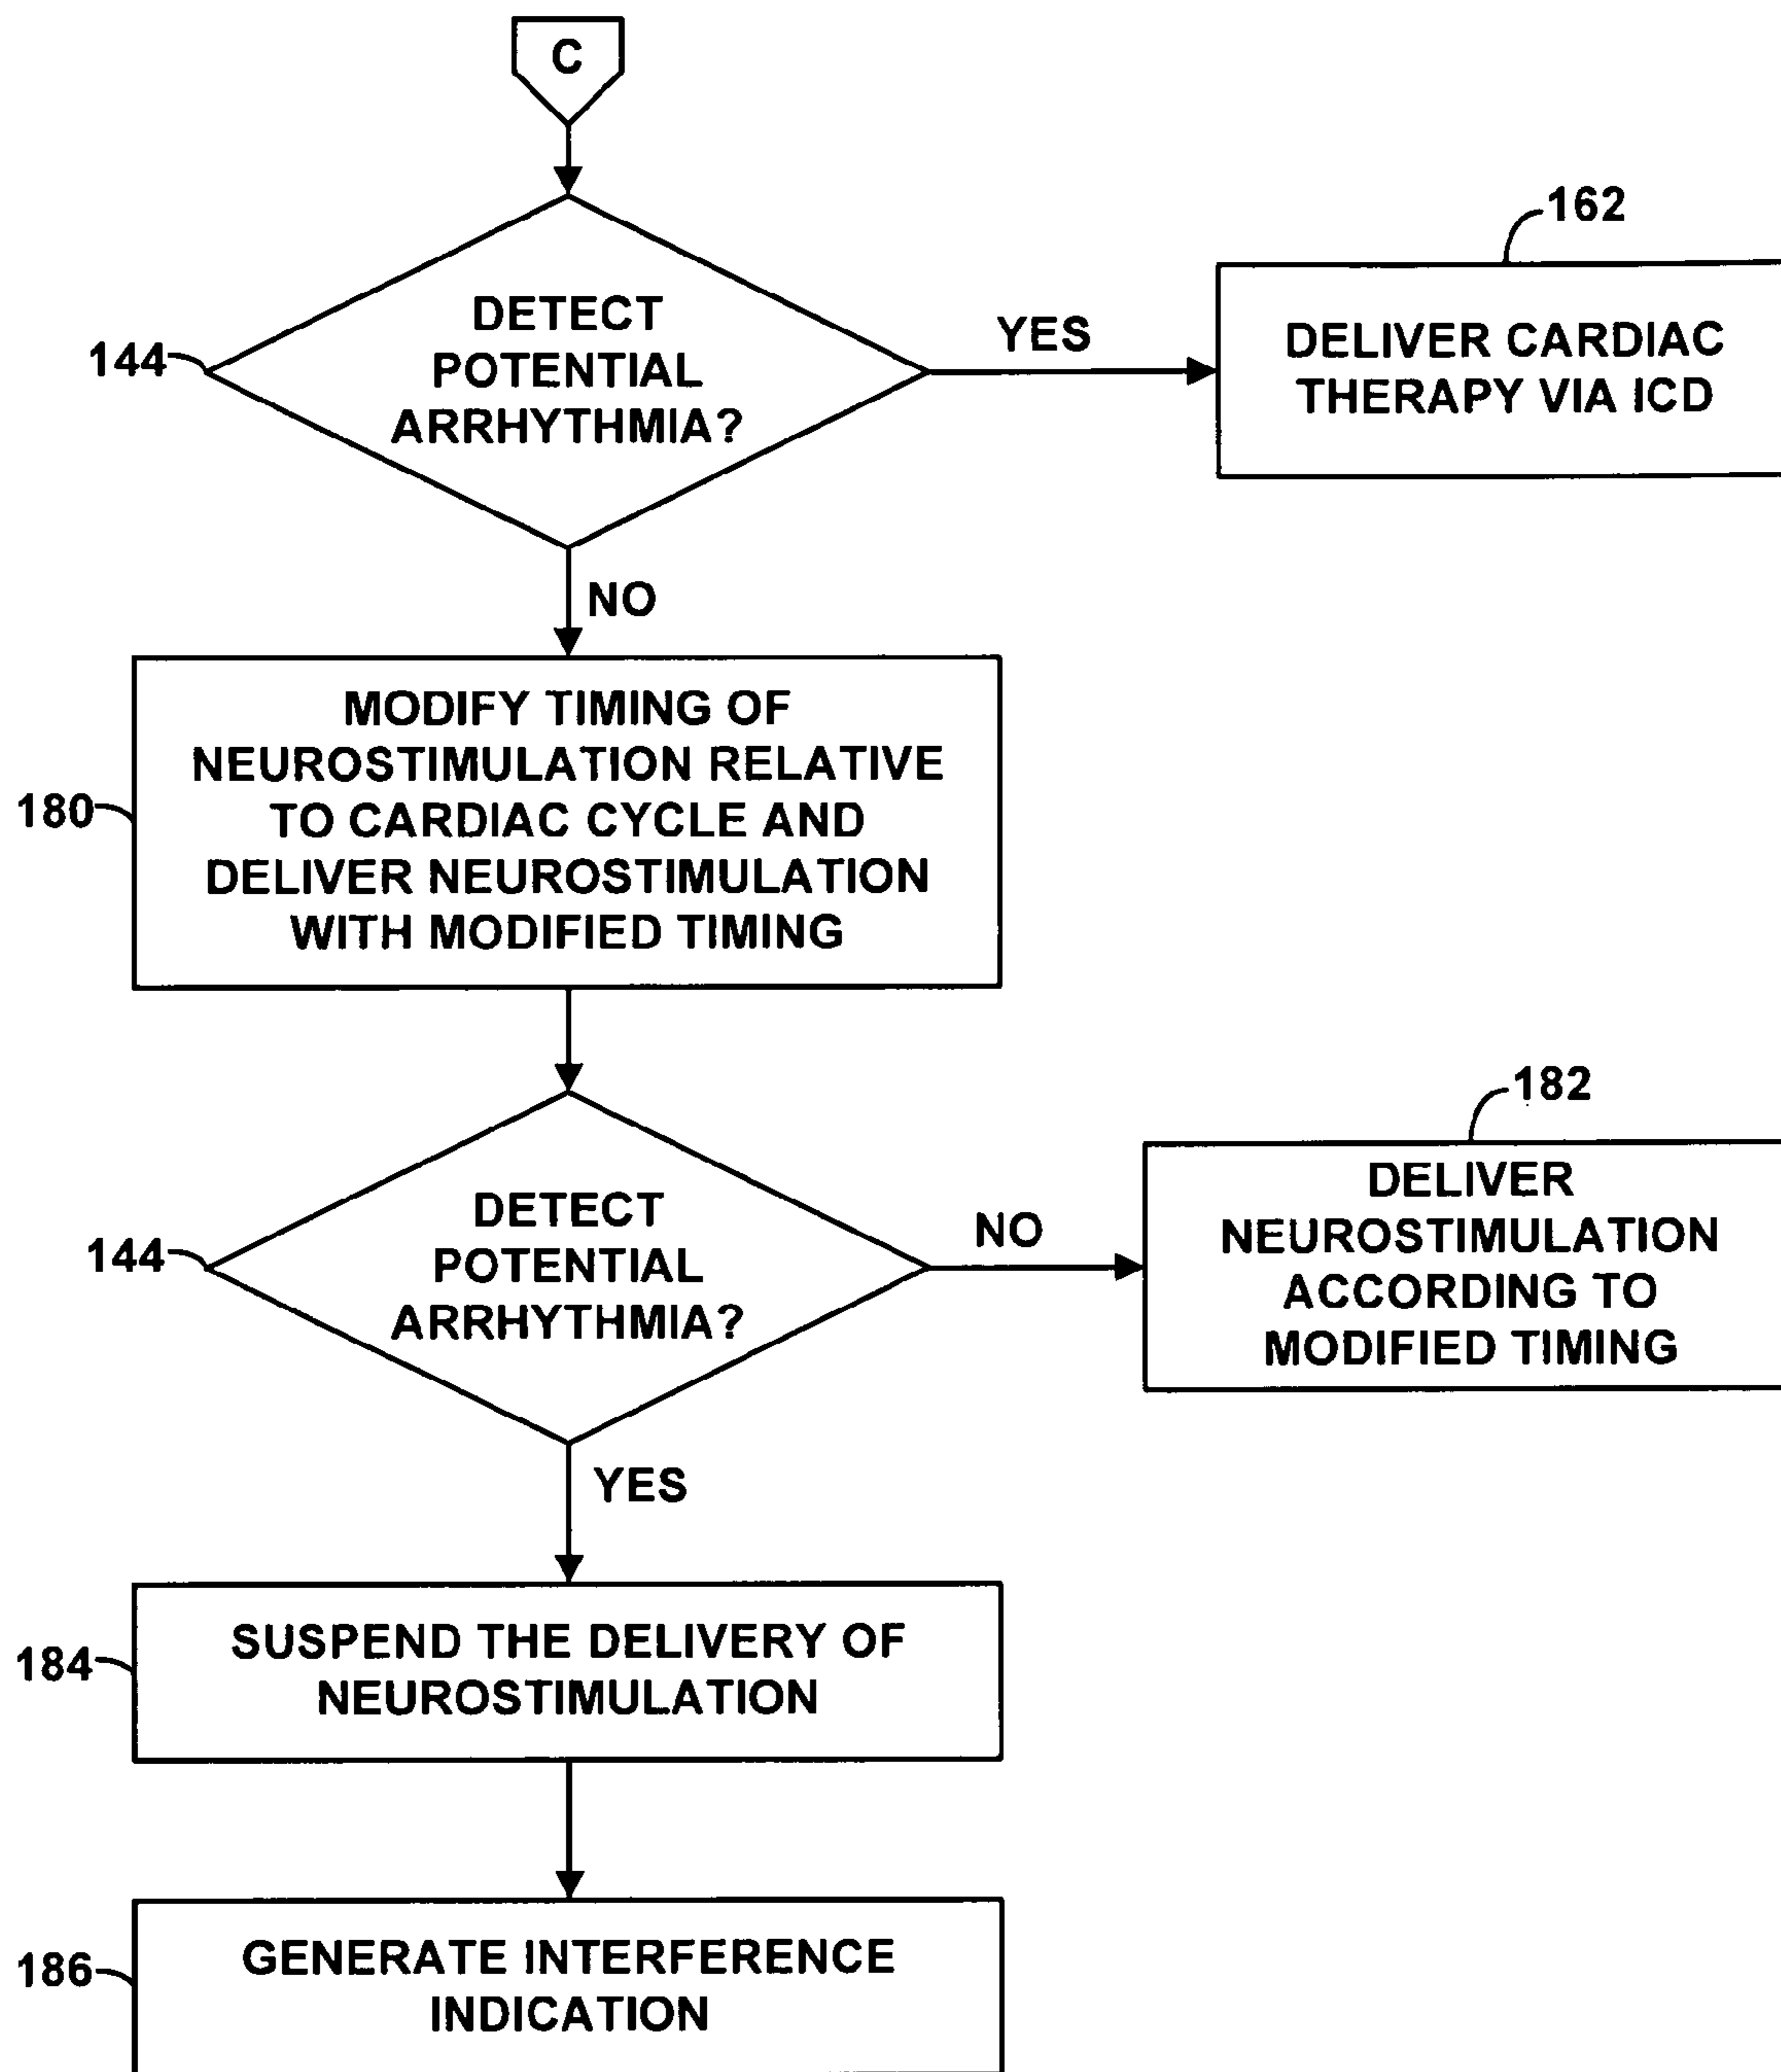 C
162
DETECT
POTENTIAL
ARRHYTHMIA?
144
YES
DELIVER CARDIAC
THERAPY VIA ICD
NO
MODIFY TIMING OF
NEUROSTIMULATION RELATIVE
TO CARDIAC CYCLE AND
DELIVER NEUROSTIMULATION
WITH MODIFIED TIMING
180
182
DETECT
POTENTIAL
ARRHYTHMIA?
144
NO
DELIVER
NEUROSTIMULATION
ACCORDING TO
MODIFIED TIMING
YES
SUSPEND THE DELIVERY OF
NEUROSTIMULATION
184
GENERATE INTERFERENCE
INDICATION
186